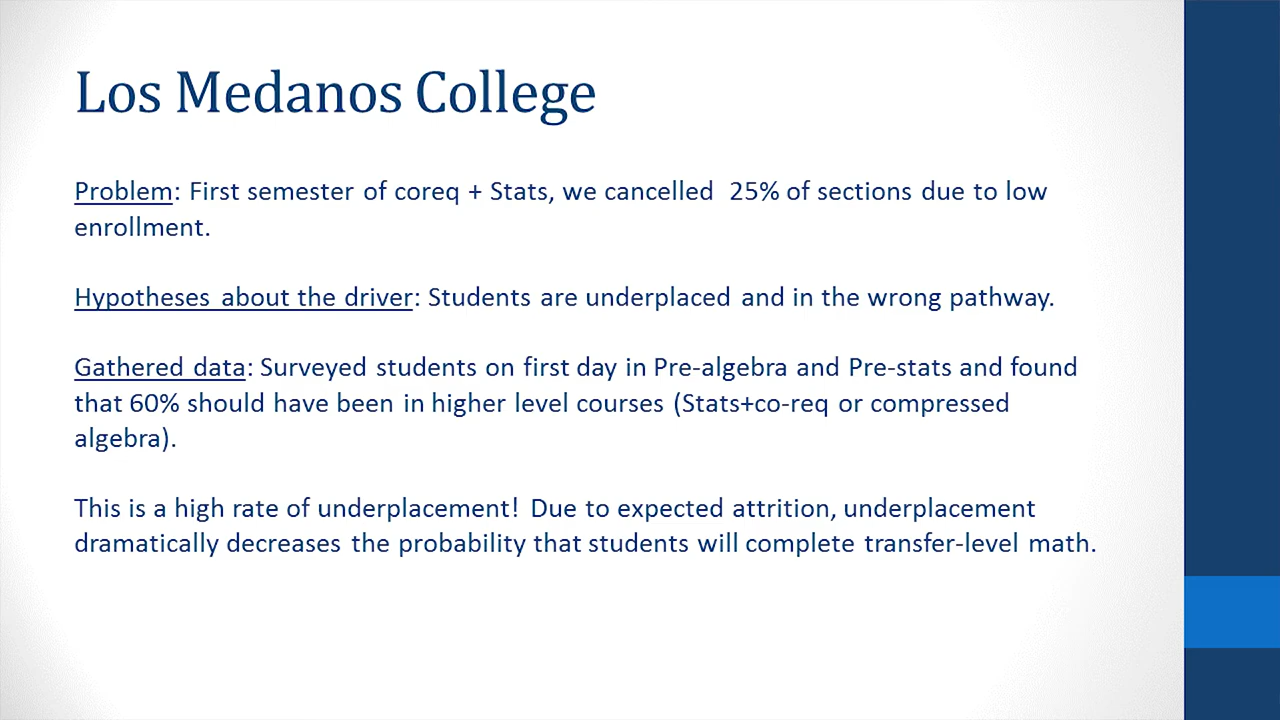 Los Medanos College
Problem: First semester of coreq + Stats, we cancelled  25% of sections due to low
enrollment.
Hypotheses about the driver: Students are underplaced and in the wrong pathway.
Gathered data: Surveyed students on first day in Pre-algebra and Pre-stats and found
that 60% should have been in higher level courses (Stats+co-req or compressed
algebra).
This is a high rate of underplacement!  Due to expected attrition, underplacement
dramatically decreases the probability that students will complete transfer-level math.